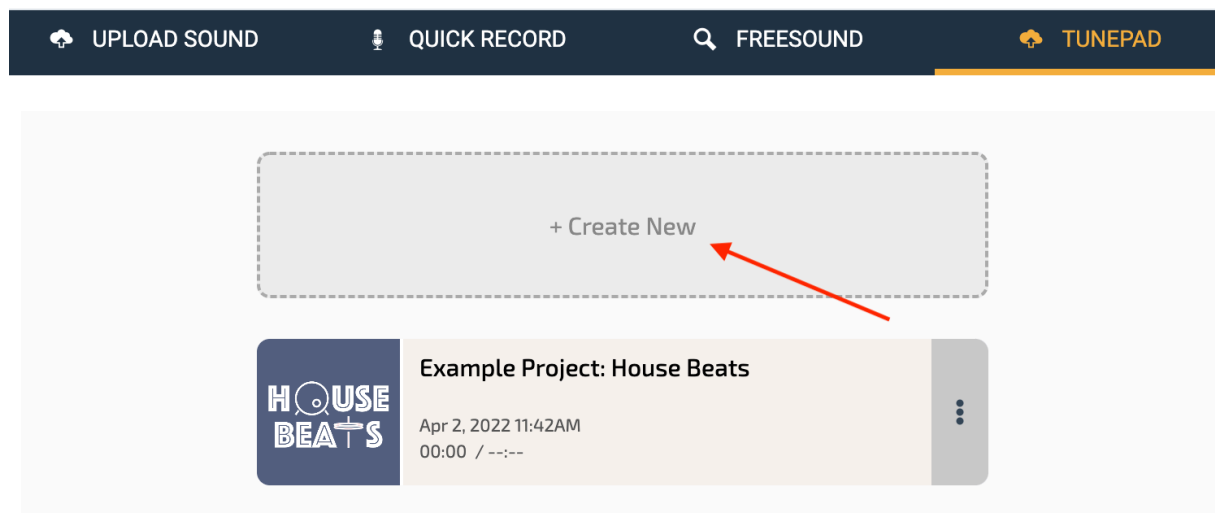 UPLOAD SOUND
QUICK RECORD
FREESOUND
TUNEPAD
+ Create New
HOUSE
BEATS
Example Project: House Beats
Apr 2, 2022 11:42AM
00:00 / --:--